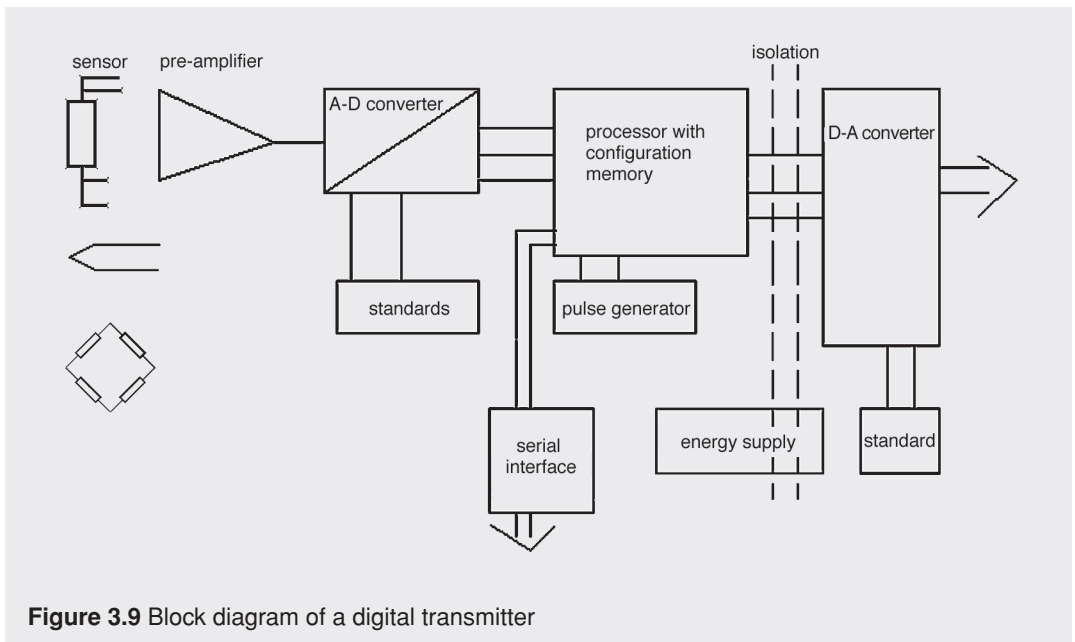 isolation
sensor
pre-amplifier
A-D converter
processor with
configuration
memory
D-A converter
standards
pulse generator
serial
interface
energy supply
standard
Figure 3.9 Block diagram of a digital transmitter